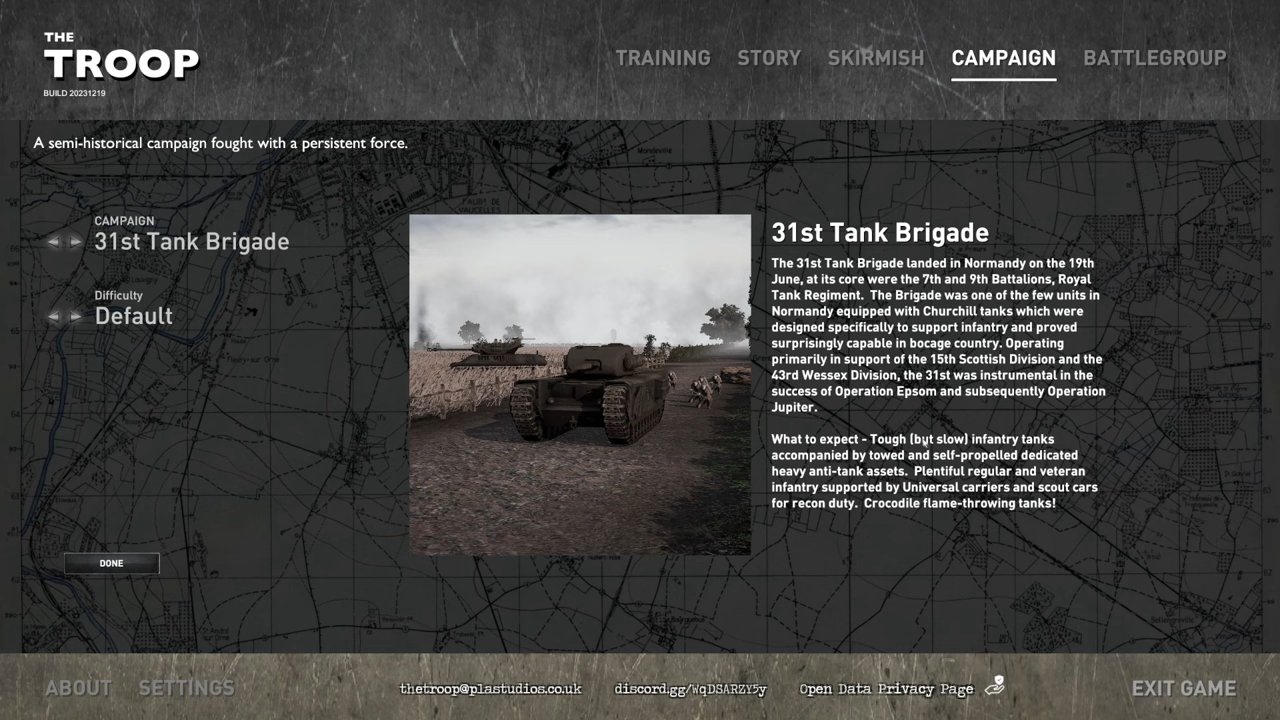 THE
TROOP
BUILD 20231219
TRAINING
STORY
SKIRMISH
CAMPAIGN
BATTLEGROUP
A semi-historical campaign fought with a persistent force.
CAMPAIGN
31st Tank Brigade
Difficulty
Default
31st Tank Brigade
The 31st Tank Brigade landed in Normandy on the 19th
June, at its core were the 7th and 9th Battalions, Royal
Tank Regiment. The Brigade was one of the few units in
Normandy equipped with Churchill tanks which were
designed specifically to support infantry and proved
surprisingly capable in bocage country. Operating
primarily in support of the 15th Scottish Division and the
43rd Wessex Division, the 31st was instrumental in the
success of Operation Epsom and subsequently Operation
Jupiter.
What to expect - Tough (but slow) infantry tanks
accompanied by towed and self-propelled dedicated
heavy anti-tank assets. Plentiful regular and veteran
infantry supported by Universal carriers and scout cars
for recon duty. Crocodile flame-throwing tanks!
DONE
ABOUT
SETTINGS
thetroop@plastudios.co.uk
discord.gg/WqDSARZY5y
Open Data Privacy Page
EXIT GAME